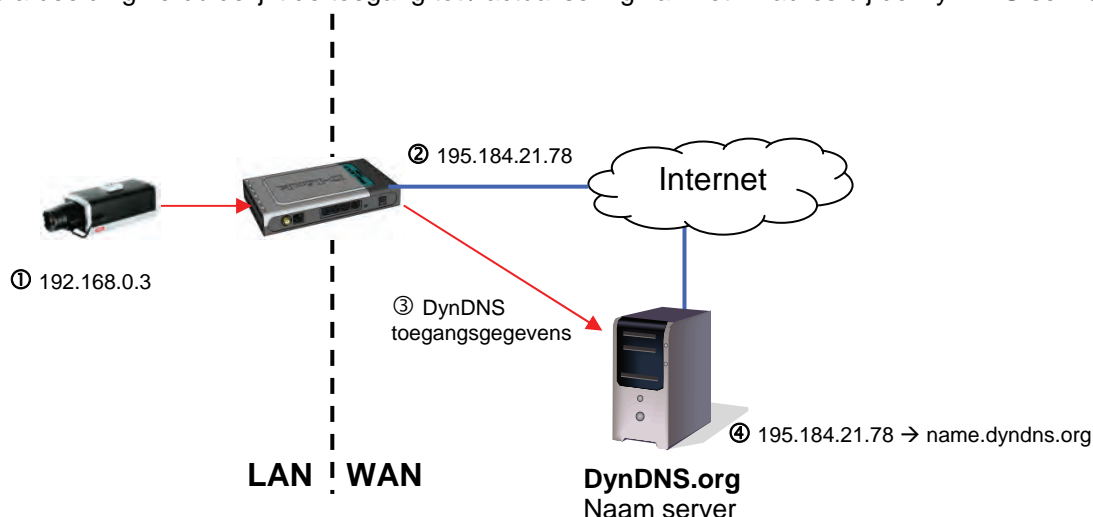 ② 195.184.21.78
Internet
① 192.168.0.3
③ DynDNS
toegangsgegevens
④ 195.184.21.78 → name.dyndns.org
LAN
WAN
DynDNS.org
Naam server